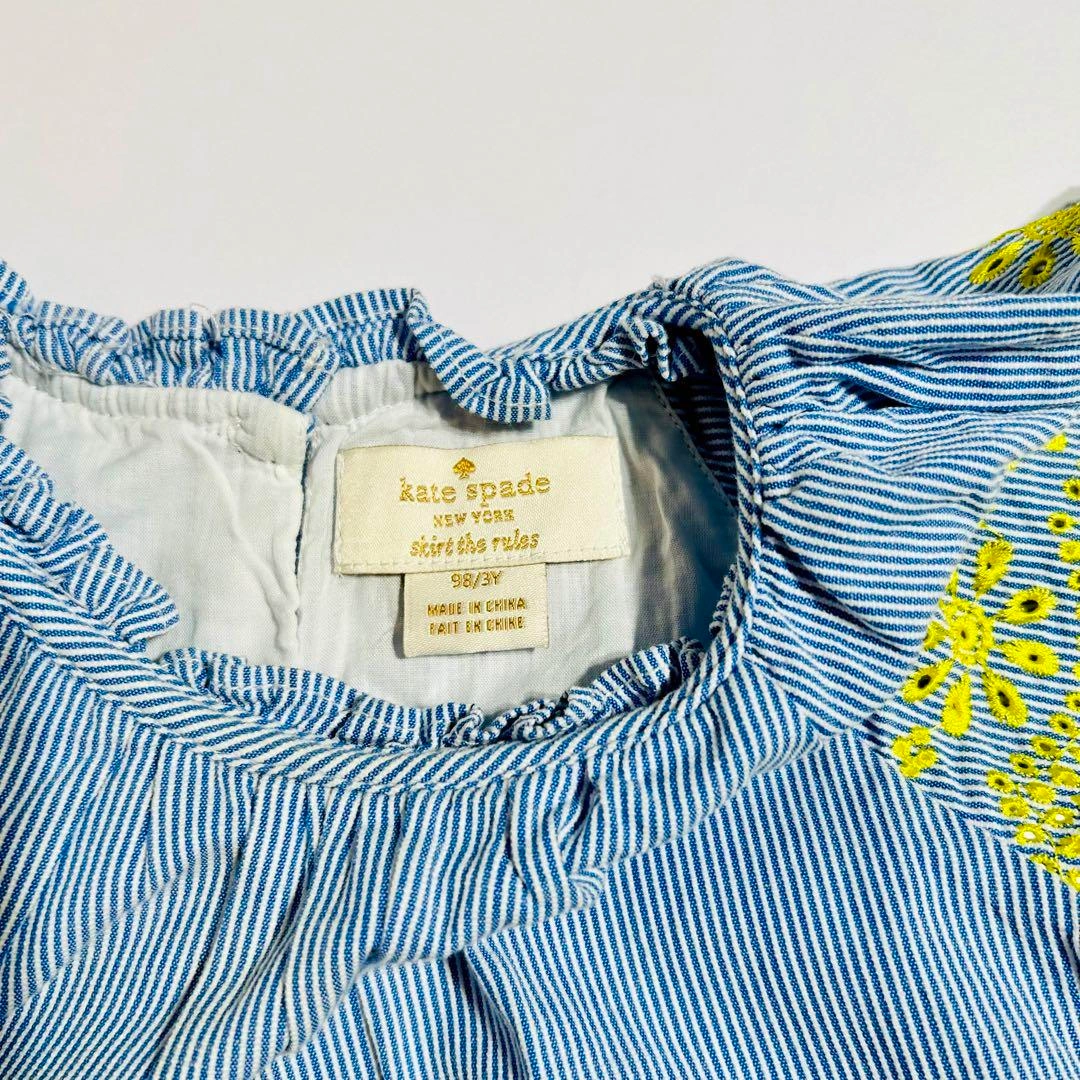 kate spade
NEW YORK
skirt the rules
98/3Y
MADE IN CHINA
FAIT EN CHINE